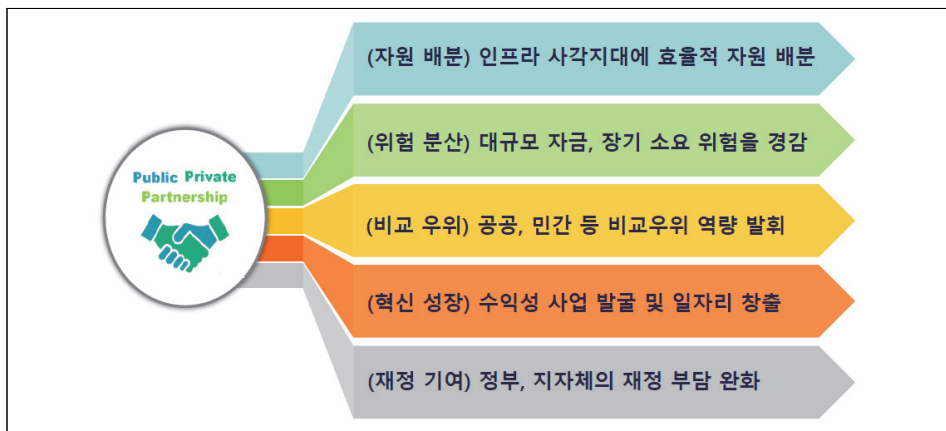 Public Private
Partnership
(자원 배분) 인프라 사각지대에 효율적 자원 배분
(위험 분산) 대규모 자금, 장기 소요 위험을 경감
(비교 우위) 공공, 민간 등 비교우위 역량 발휘
(혁신 성장) 수익성 사업 발굴 및 일자리 창출
(재정 기여) 정부, 지자체의 재정 부담 완화